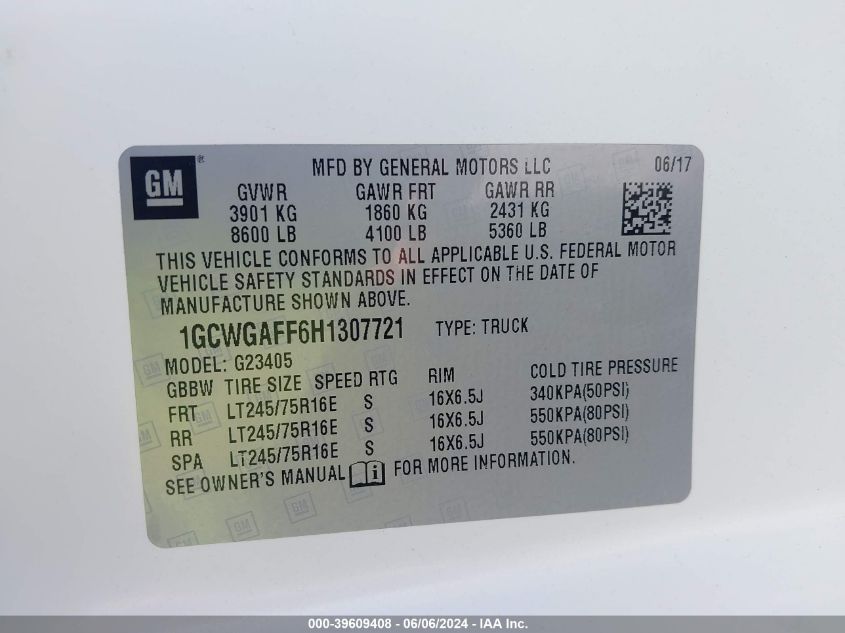 GM ® MFD BY GENERAL MOTORS LLC 06/17
GVWR GAWR FRT GAWR RR
3901 KG 1860 KG 2431 KG
8600 LB 4100 LB 5360 LB
THIS VEHICLE CONFORMS TO ALL APPLICABLE U.S. FEDERAL MOTOR
VEHICLE SAFETY STANDARDS IN EFFECT ON THE DATE OF
MANUFACTURE SHOWN ABOVE.
1GCWGAFF6H1307721 TYPE: TRUCK
MODEL: G23405
GBBW TIRE SIZE SPEED RTG RIM COLD TIRE PRESSURE
FRT LT245/75R16E S 16X6.5J 340KPA(50PSI)
RR LT245/75R16E S 16X6.5J 550KPA(80PSI)
SPA LT245/75R16E S 16X6.5J 550KPA(80PSI)
SEE OWNER'S MANUAL FOR MORE INFORMATION.
000-39609408 - 06/06/2024 - IAA Inc.